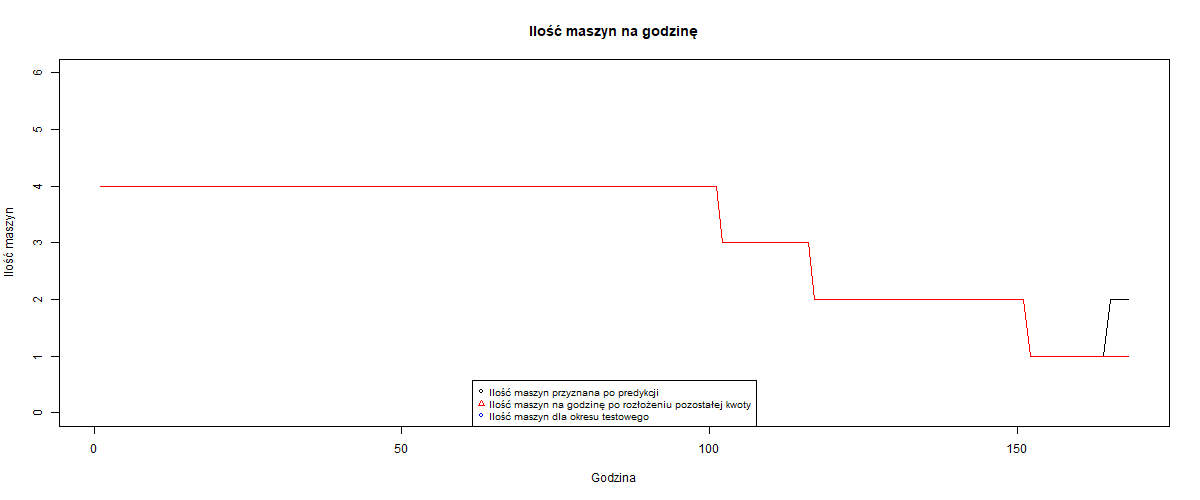 Ilość maszyn na godzinę
6
5
4
3
2
1
0
Ilość maszyn
Ilość maszyn przyznana po predykcji
Ilość maszyn na godzinę po rozłożeniu pozostałej kwoty
Ilość maszyn dla okresu testowego
0 50 100 150
Godzina